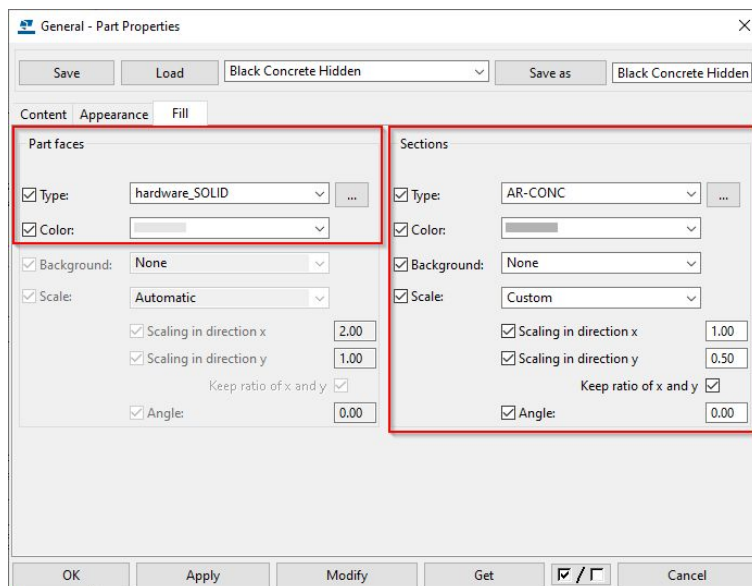 General - Part Properties
Save Load Black Concrete Hidden Save as Black Concrete Hidden
Content Appearance Fill
Part faces Sections
Type: hardware_SOLID ... Type: AR-CONC ...
Color: Color:
Background: None Background: None
Scale: Automatic Scale: Custom
Scaling in direction x 2.00 Scaling in direction x 1.00
Scaling in direction y 1.00 Scaling in direction y 0.50
Keep ratio of x and y Keep ratio of x and y
Angle: 0.00 Angle: 0.00
OK Apply Modify Get / Cancel